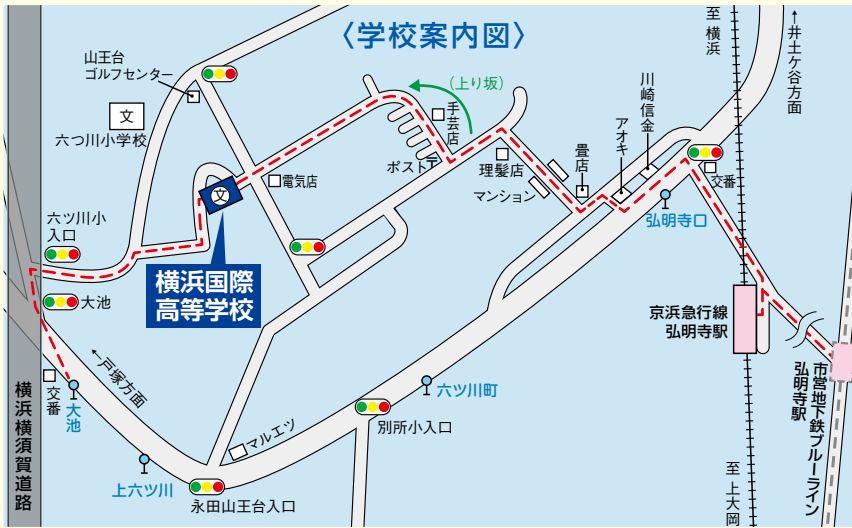 〈学校案内図〉
山王台
ゴルフセンター
文
六つ川小学校
(上り坂)
手芸店
ポスト〒
理髪店
マンション
畳店
アオキ
川崎信金
至 横浜
←井土ケ谷方面
交番
弘明寺口
電気店
文
横浜国際
高等学校
六ツ川小
入口
大池
京浜急行線
弘明寺駅
市営地下鉄ブルーライン
弘明寺駅
←戸塚方面
交番
大池
横浜横須賀道路
六ツ川町
別所小入口
マルエツ
上六ツ川
永田山王台入口
至 上大岡